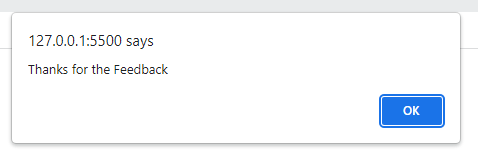 127.0.0.1:5500 says
Thanks for the Feedback
OK